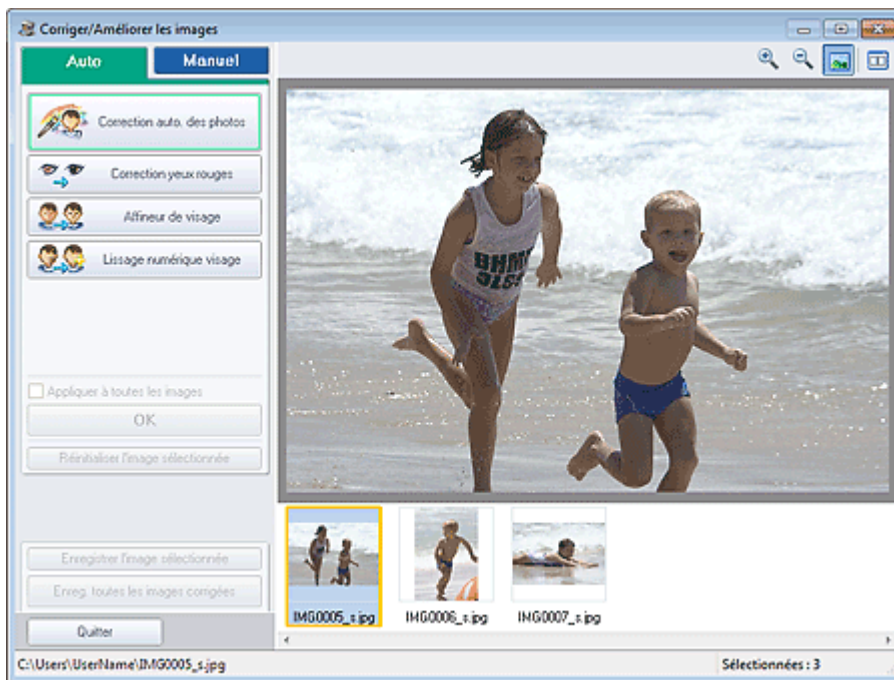 Corriger/Améliorer les images
Auto
Manuel
Correction auto. des photos
Correction yeux rouges
Affineur de visage
Lissage numérique visage
Appliquer à toutes les images
OK
Réinitialiser l'image sélectionnée
Enregistrer l'image sélectionnée
Enreg. toutes les images corrigées
Quitter
BHMA
IMG0005_s.jpg
IMG0006_s.jpg
IMG0007_s.jpg
C:\Users\UserName\IMG0005_s.jpg
Sélectionnées : 3